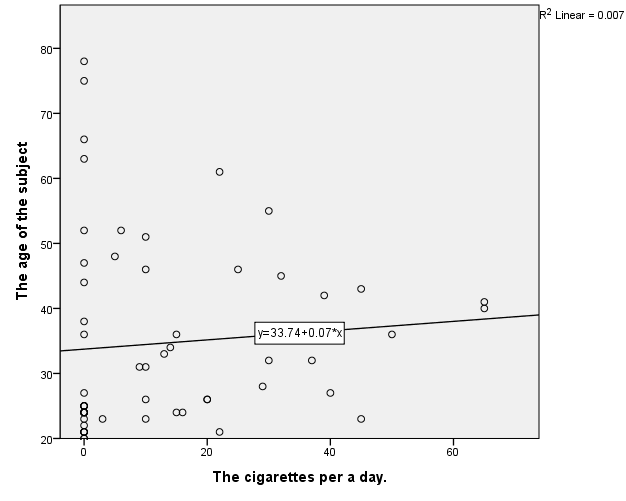 R2 Linear = 0.007
80
70
60
50
40
30
20
The age of the subject
y=33.74+0.07*x
0
20
40
60
The cigarettes per a day.